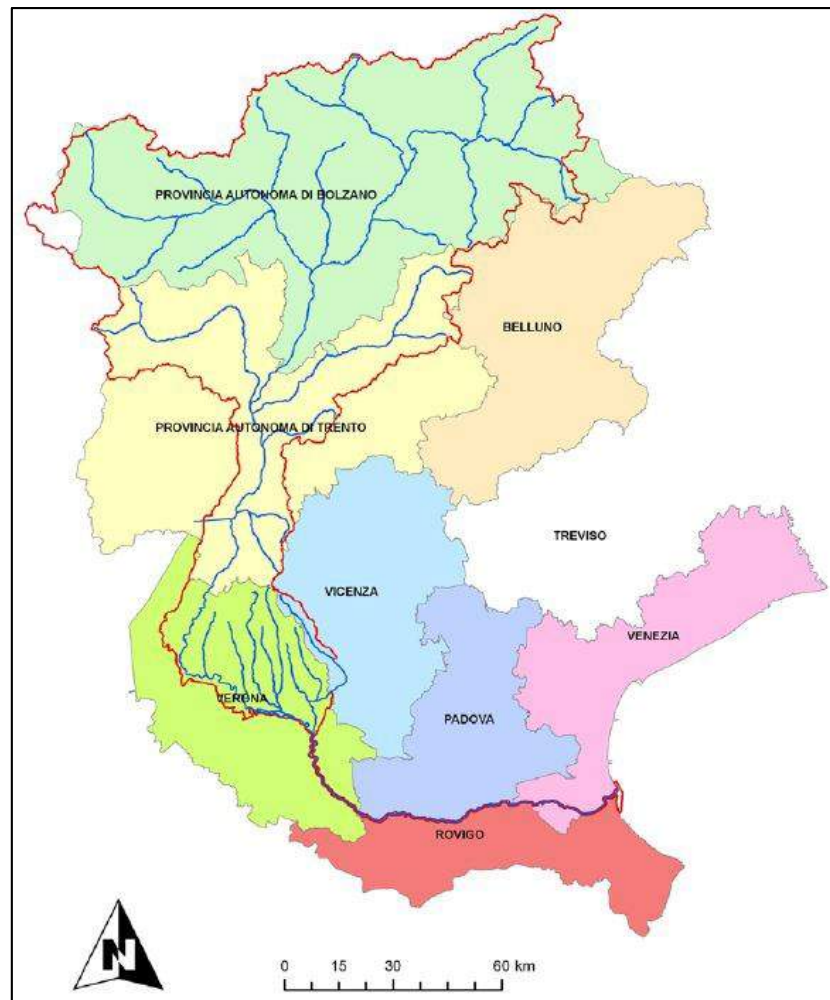 PROVINCIA AUTONOMA DI BOLZANO
BELLUNO
PROVINCIA AUTONOMA DI TRENTO
TREVISO
VICENZA
VENEZIA
VERONA
PADOVA
ROVIGO
N
0 15 30 60 km